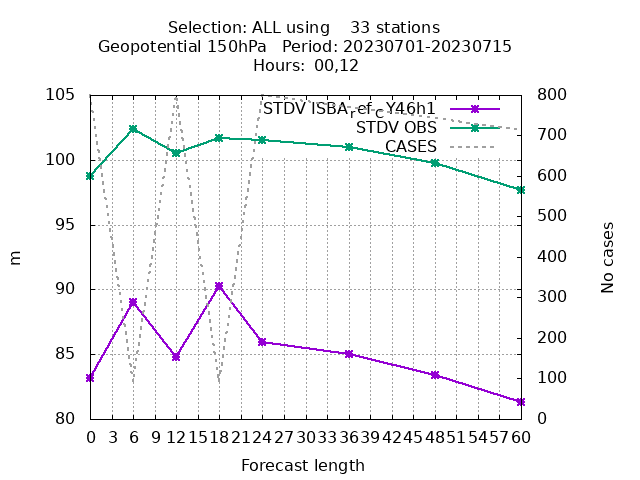 Selection: ALL using 33 stations
Geopotential 150hPa Period: 20230701-20230715
Hours: 00,12
STDV ISBA_ref_CY46h1
STDV OBS
CASES
105
100
95
90
85
80
m
800
700
600
500
400
300
200
100
0
No cases
0 3 6 9 12 15 18 21 24 27 30 33 36 39 42 45 48 51 54 57 60
Forecast length